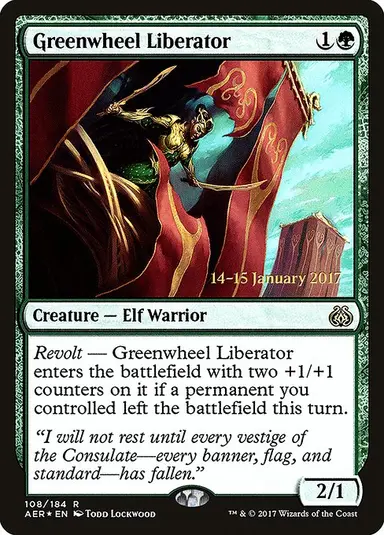 Greenwheel Liberator 1
14-15 January 2017
Creature — Elf Warrior
Revolt — Greenwheel Liberator
enters the battlefield with two +1/+1
counters on it if a permanent you
controlled left the battlefield this turn.
“I will not rest until every vestige of
the Consulate—every banner, flag, and
standard—has fallen.”
2/1
108/184 R
AER★EN Todd Lockwood
™ & © 2017 Wizards of the Coast